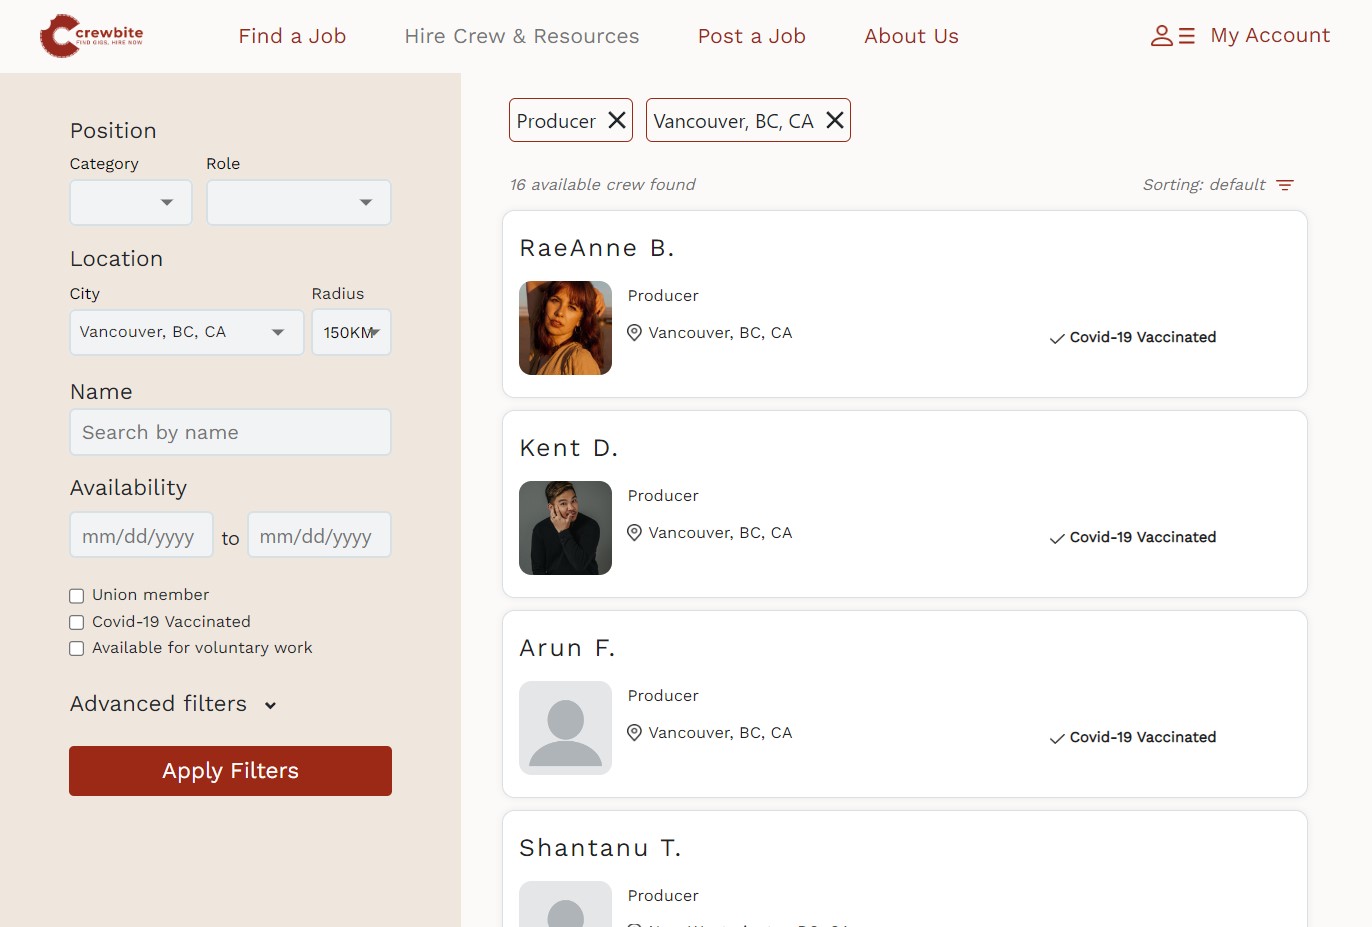 crewbite
FIND GIGS. HIRE NOW
Find a Job
Hire Crew & Resources
Post a Job
About Us
My Account
Position
Category
Role
Location
City
Radius
Vancouver, BC, CA
150KM
Name
Search by name
Availability
mm/dd/yyyy to mm/dd/yyyy
Union member
Covid-19 Vaccinated
Available for voluntary work
Advanced filters
Apply Filters
Producer
Vancouver, BC, CA
16 available crew found
Sorting: default
RaeAnne B.
Producer
Vancouver, BC, CA
Covid-19 Vaccinated
Kent D.
Producer
Vancouver, BC, CA
Covid-19 Vaccinated
Arun F.
Producer
Vancouver, BC, CA
Covid-19 Vaccinated
Shantanu T.
Producer